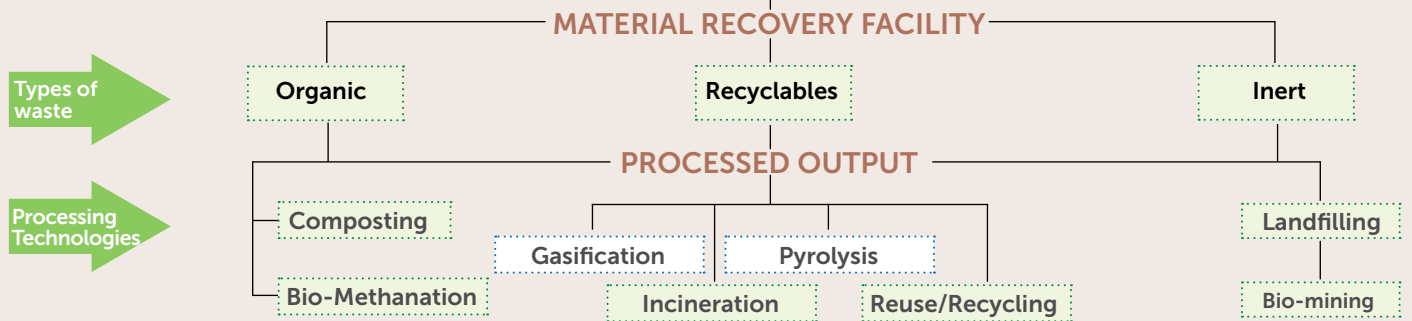 MATERIAL RECOVERY FACILITY
Types of
waste
Organic
Recyclables
Inert
PROCESSED OUTPUT
Processing
Technologies
Composting
Landfilling
Gasification
Pyrolysis
Bio-Methanation
Incineration
Reuse/Recycling
Bio-mining